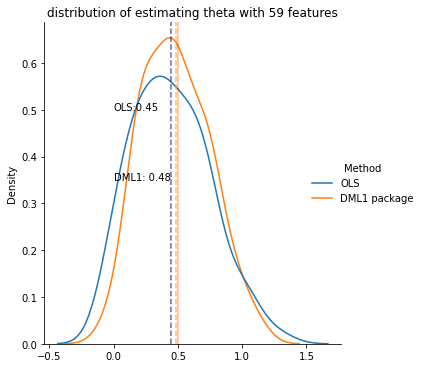 distribution of estimating theta with 59 features
Density
0.6
0.5
0.4
0.3
0.2
0.1
0.0
OLS:0.45
DML1: 0.48
Method
OLS
DML1 package
−0.5 0.0 0.5 1.0 1.5